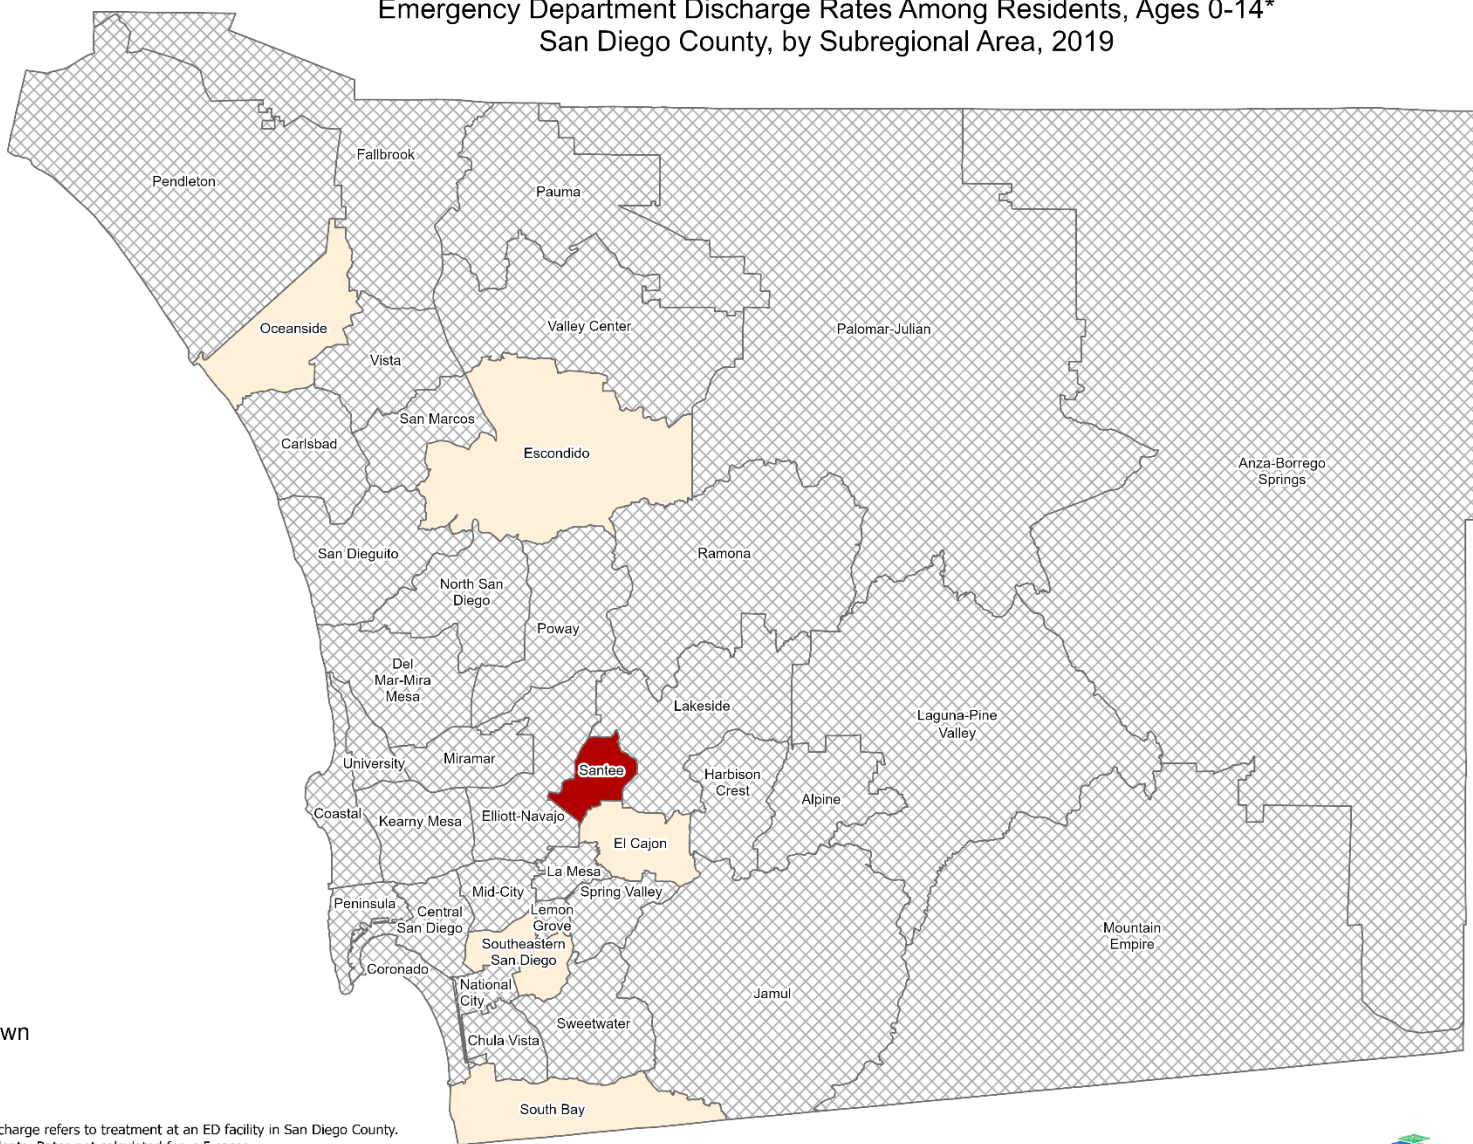 Emergency Department Discharge Rates Among Residents, Ages 0-14*
San Diego County, by Subregional Area, 2019
Fallbrook
Pendleton
Pauma
Oceanside
Valley Center
Palomar-Julian
Vista
San Marcos
Carlsbad
Escondido
Anza-Borrego
Springs
San Dieguito
Ramona
North San
Diego
Poway
Del
Mar-Mira
Mesa
Lakeside
Laguna-Pine
Valley
University
Miramar
Santee
Harbison
Crest
Alpine
Coastal
Kearny Mesa
Elliott-Navajo
El Cajon
La Mesa
Mid-City
Spring Valley
Peninsula
Central
San Diego
Lemon
Grove
Southeastern
San Diego
Mountain
Empire
Coronado
National
City
Jamul
Sweetwater
wn
Chula Vista
South Bay
charge refers to treatment at an ED facility in San Diego County.